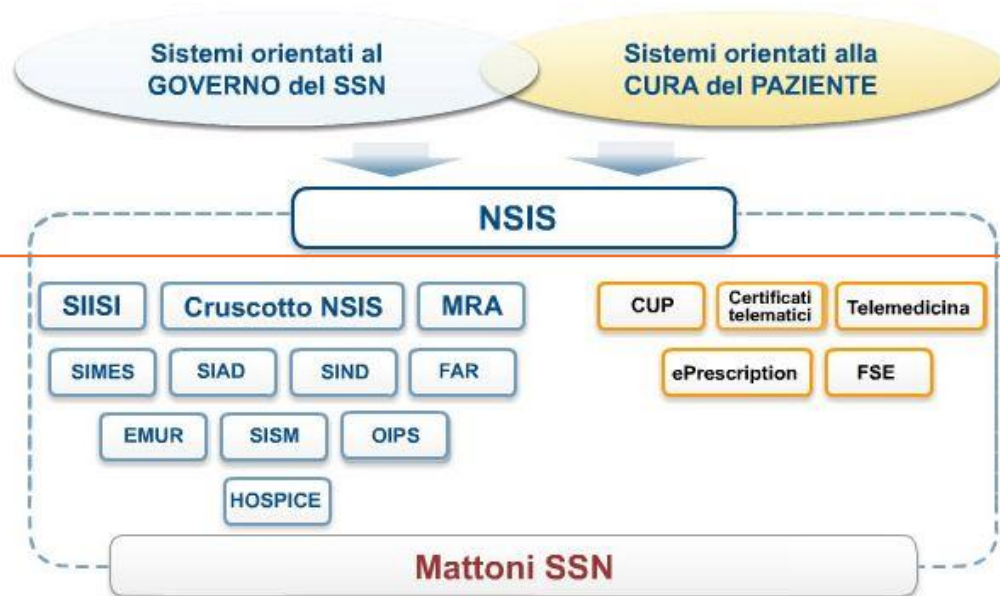 Sistemi orientati al
GOVERNO del SSN
Sistemi orientati alla
CURA del PAZIENTE
NSIS
SIISI
Cruscotto NSIS
MRA
CUP
Certificati
telematici
Telemedicina
SIMES
SIAD
SIND
FAR
ePrescription
FSE
EMUR
SISM
OIPS
HOSPICE
Mattoni SSN